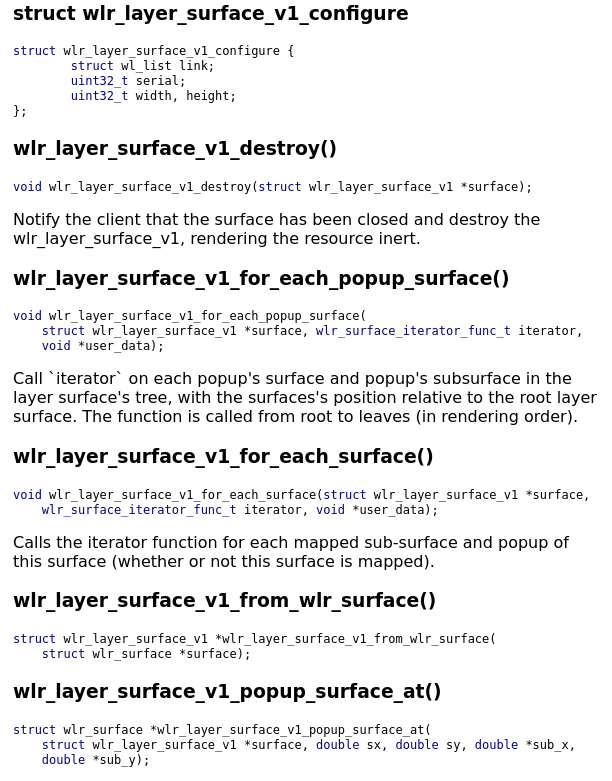 struct wlr_layer_surface_v1_configure
struct wlr_layer_surface_v1_configure {
        struct wl_list link;
        uint32_t serial;
        uint32_t width, height;
};
wlr_layer_surface_v1_destroy()
void wlr_layer_surface_v1_destroy(struct wlr_layer_surface_v1 *surface);
Notify the client that the surface has been closed and destroy the
wlr_layer_surface_v1, rendering the resource inert.
wlr_layer_surface_v1_for_each_popup_surface()
void wlr_layer_surface_v1_for_each_popup_surface(
    struct wlr_layer_surface_v1 *surface, wlr_surface_iterator_func_t iterator,
    void *user_data);
Call `iterator` on each popup's surface and popup's subsurface in the
layer surface's tree, with the surfaces's position relative to the root layer
surface. The function is called from root to leaves (in rendering order).
wlr_layer_surface_v1_for_each_surface()
void wlr_layer_surface_v1_for_each_surface(struct wlr_layer_surface_v1 *surface,
    wlr_surface_iterator_func_t iterator, void *user_data);
Calls the iterator function for each mapped sub-surface and popup of
this surface (whether or not this surface is mapped).
wlr_layer_surface_v1_from_wlr_surface()
struct wlr_layer_surface_v1 *wlr_layer_surface_v1_from_wlr_surface(
    struct wlr_surface *surface);
wlr_layer_surface_v1_popup_surface_at()
struct wlr_surface *wlr_layer_surface_v1_popup_surface_at(
    struct wlr_layer_surface_v1 *surface, double sx, double sy, double *sub_x,
    double *sub_y);